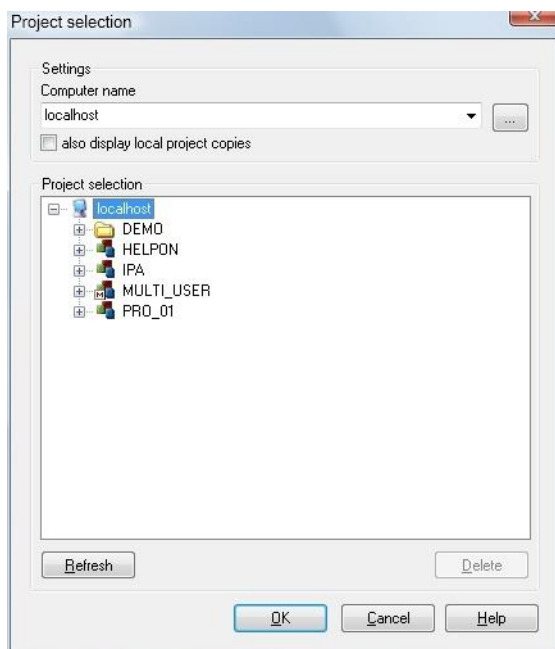 Project selection
Settings
Computer name
localhost
...
also display local project copies
Project selection
localhost
DEMO
HELPON
IPA
M MULTI_USER
PRO_01
Refresh
Delete
OK
Cancel
Help